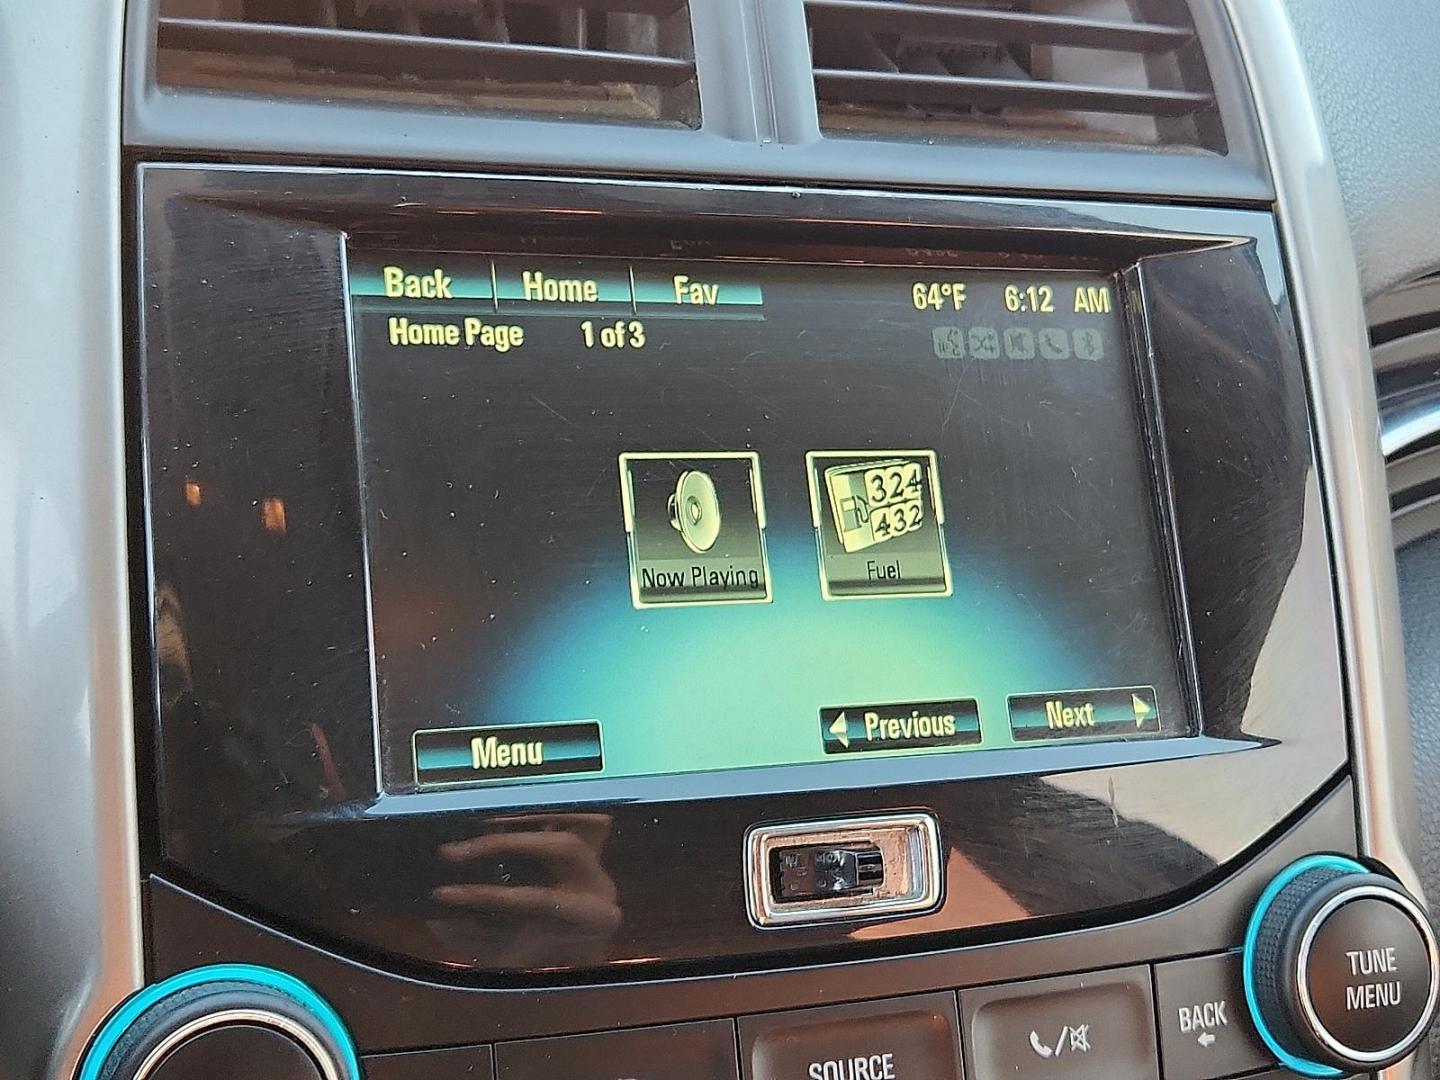 Back Home Fav 64°F 6:12 AM
Home Page 1 of 3
324
432
Now Playing Fuel
Menu Previous Next
TUNE
MENU
BACK
SOURCE